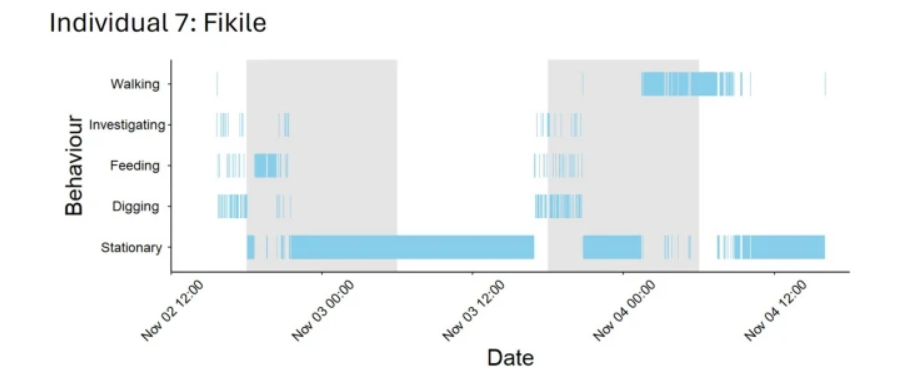 Individual 7: Fikile
Behaviour
Walking
Investigating
Feeding
Digging
Stationary
Nov 02 12:00
Nov 03 00:00
Nov 03 12:00
Nov 04 00:00
Nov 04 12:00
Date